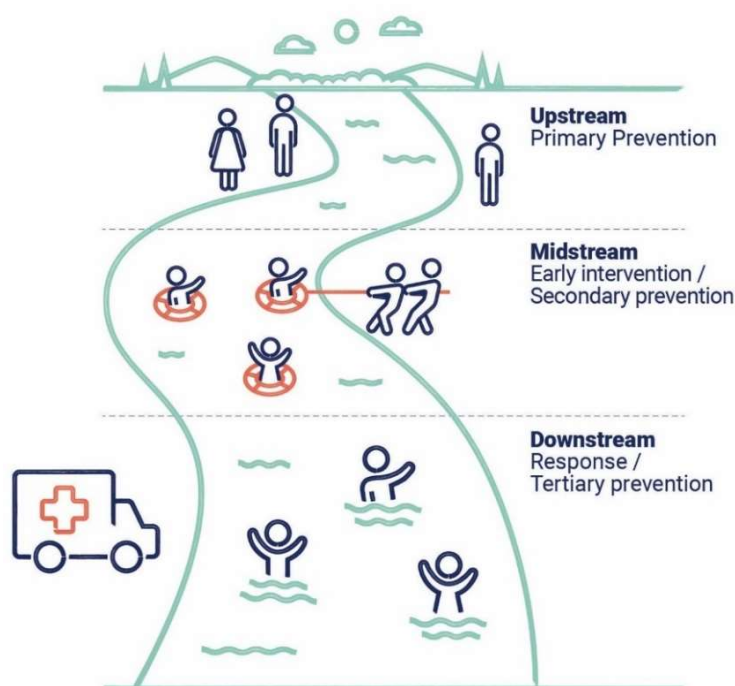 Upstream
Primary Prevention
Midstream
Early intervention /
Secondary prevention
Downstream
Response /
Tertiary prevention